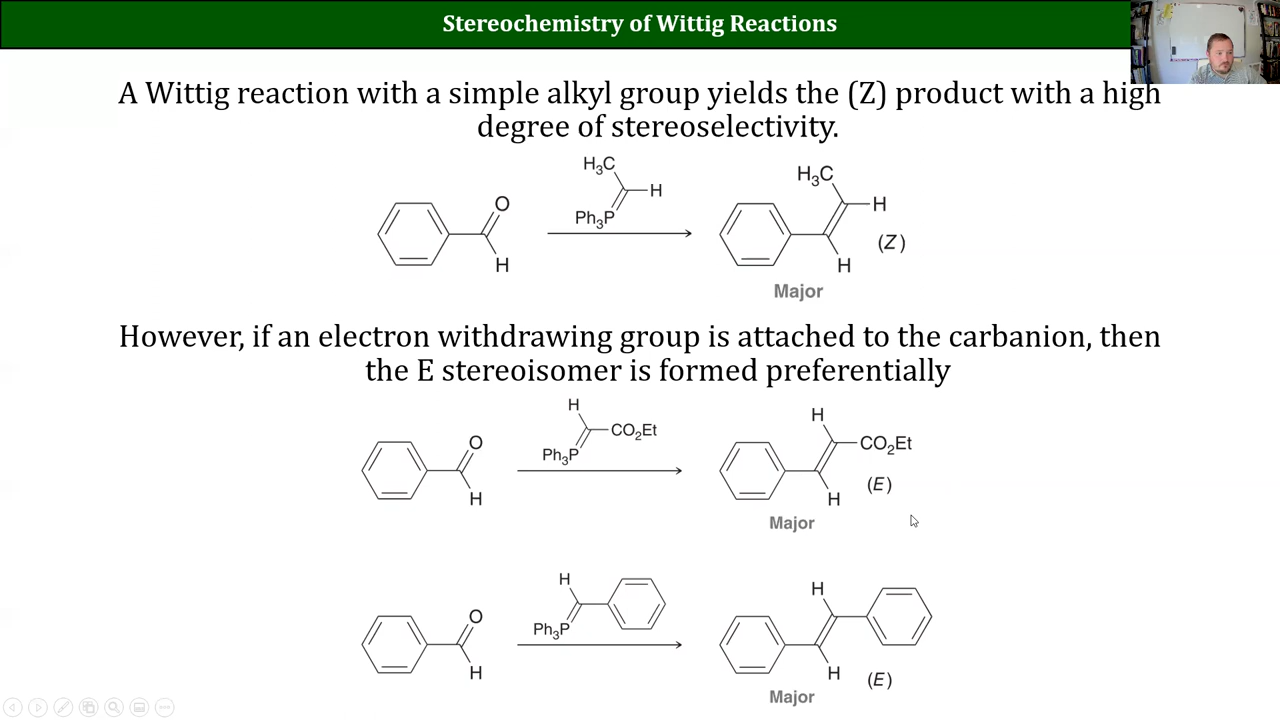 Stereochemistry of Wittig Reactions
A Wittig reaction with a simple alkyl group yields the (Z) product with a high
degree of stereoselectivity.
H₃C
H
Ph₃P
O
H
H₃C
H
(Z)
H
Major
However, if an electron withdrawing group is attached to the carbanion, then
the E stereoisomer is formed preferentially
H
CO₂Et
Ph₃P
O
H
H
CO₂Et
(E)
H
Major
H
Ph₃P
O
H
H
H
(E)
Major